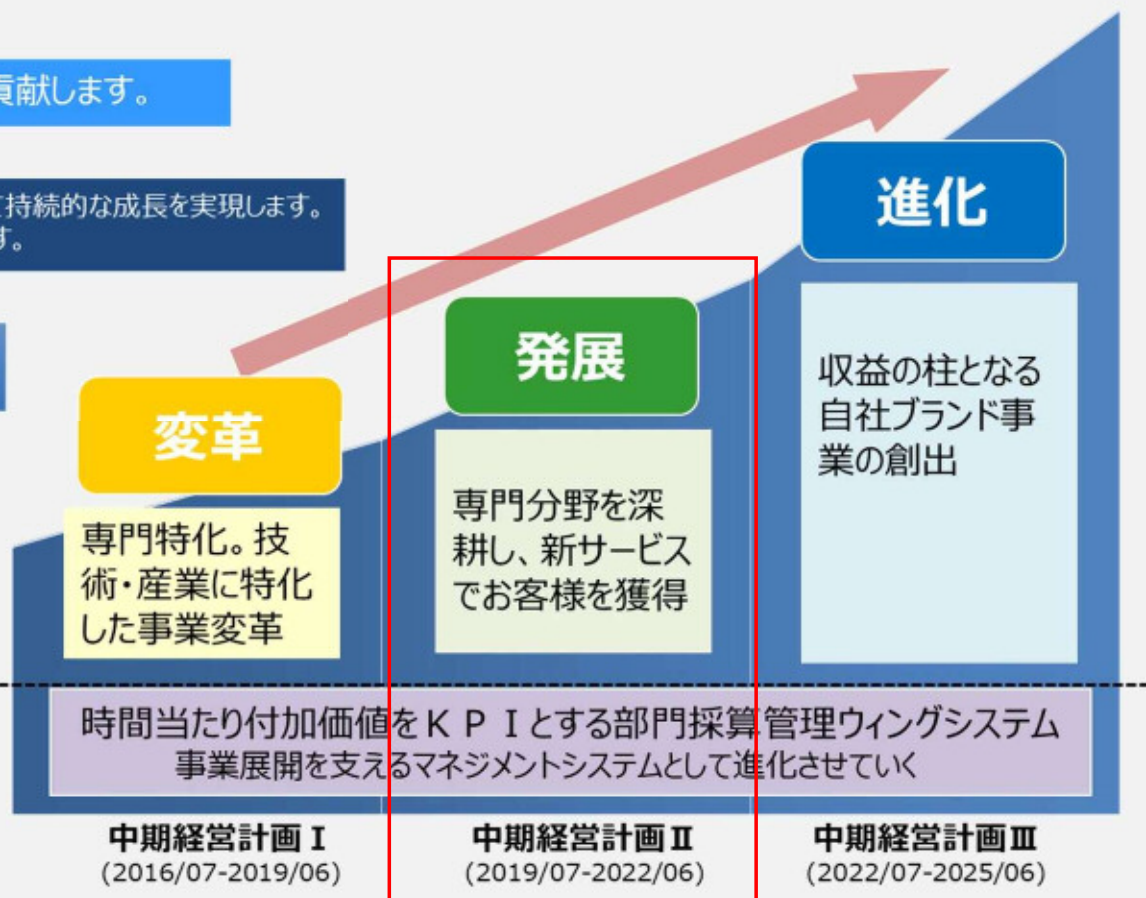 貢献します。
持続的な成長を実現します。
す。
進化
発展
変革
収益の柱となる
自社ブランド事
業の創出
専門分野を深
耕し、新サービス
でお客様を獲得
専門特化。技
術・産業に特化
した事業変革
時間当たり付加価値をＫＰＩとする部門採算管理ウィングシステム
事業展開を支えるマネジメントシステムとして進化させていく
中期経営計画Ⅰ
(2016/07-2019/06)
中期経営計画Ⅱ
(2019/07-2022/06)
中期経営計画Ⅲ
(2022/07-2025/06)